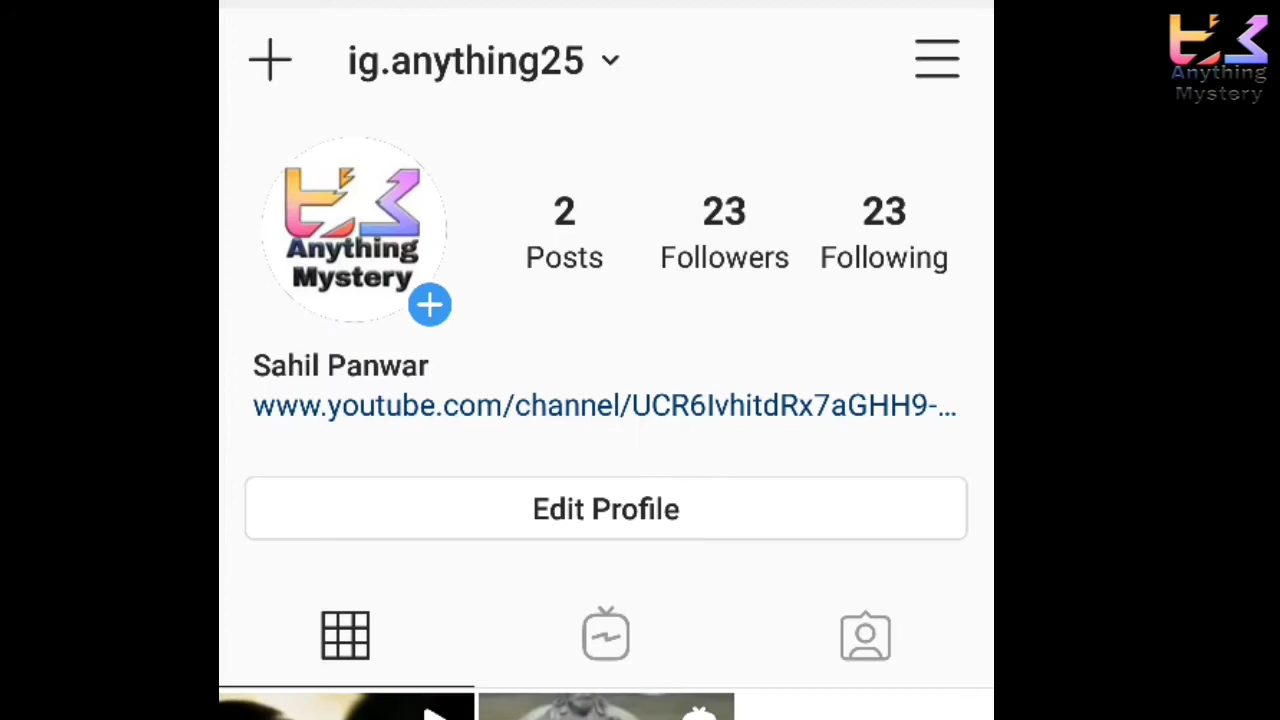 ig.anything25
Anything
Mystery
2
Posts
23
Followers
23
Following
Anything
Mystery
Sahil Panwar
www.youtube.com/channel/UCR6IvhitdRx7aGHH9-...
Edit Profile